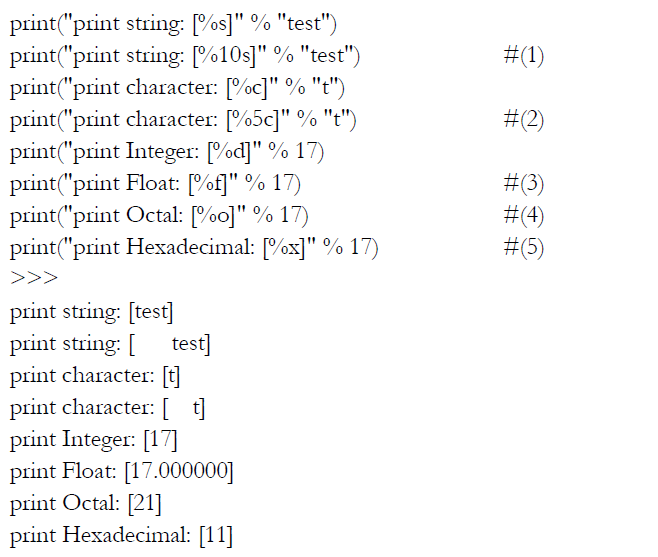 print("print string: [%s]" % "test")
print("print string: [%10s]" % "test") #(1)
print("print character: [%c]" % "t")
print("print character: [%5c]" % "t") #(2)
print("print Integer: [%d]" % 17)
print("print Float: [%f]" % 17) #(3)
print("print Octal: [%o]" % 17) #(4)
print("print Hexadecimal: [%x]" % 17) #(5)
>>>
print string: [test]
print string: [      test]
print character: [t]
print character: [    t]
print Integer: [17]
print Float: [17.000000]
print Octal: [21]
print Hexadecimal: [11]